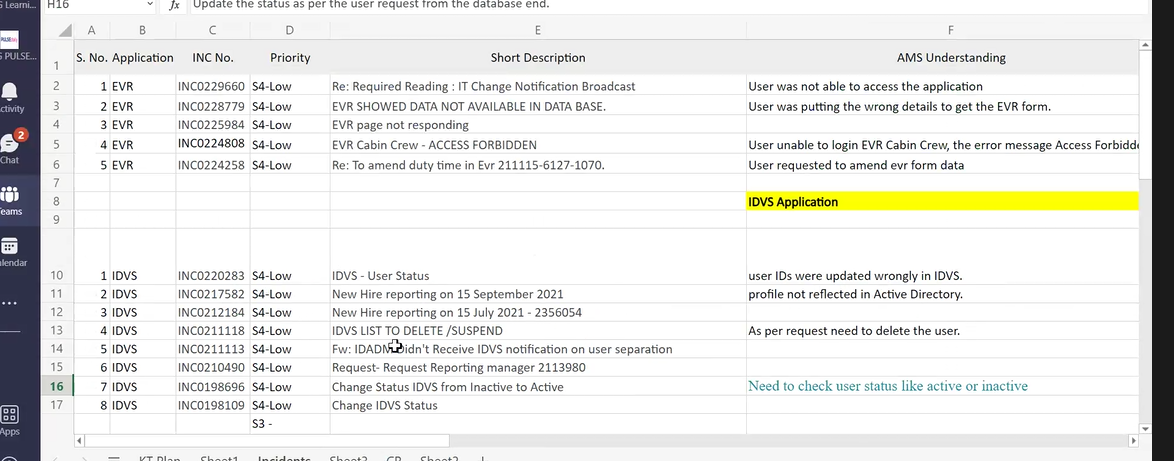 G Learni...
H16 fx Update the status as per the user request from the database end.
PULSE
G PULSE...
A B C D E F
1 S. No. Application INC No. Priority Short Description AMS Understanding
2 1 EVR INC0229660 S4-Low Re: Required Reading : IT Change Notification Broadcast User was not able to access the application
3 2 EVR INC0228779 S4-Low EVR SHOWED DATA NOT AVAILABLE IN DATA BASE. User was putting the wrong details to get the EVR form.
4 3 EVR INC0225984 S4-Low EVR page not responding
5 4 EVR INC0224808 S4-Low EVR Cabin Crew - ACCESS FORBIDDEN User unable to login EVR Cabin Crew, the error message Access Forbidde
6 5 EVR INC0224258 S4-Low Re: To amend duty time in Evr 211115-6127-1070. User requested to amend evr form data
7
8 IDVS Application
9
10 1 IDVS INC0220283 S4-Low IDVS - User Status user IDs were updated wrongly in IDVS.
11 2 IDVS INC0217582 S4-Low New Hire reporting on 15 September 2021 profile not reflected in Active Directory.
12 3 IDVS INC0212184 S4-Low New Hire reporting on 15 July 2021 - 2356054
13 4 IDVS INC0211118 S4-Low IDVS LIST TO DELETE /SUSPEND As per request need to delete the user.
14 5 IDVS INC0211113 S4-Low Fw: Didn't Receive IDVS notification on user separation
15 6 IDVS INC0210490 S4-Low Request- Request Reporting manager 2113980
16 7 IDVS INC0198696 S4-Low Change Status IDVS from Inactive to Active Need to check user status like active or inactive
17 8 IDVS INC0198109 S4-Low Change IDVS Status
S3 -
ctivity
2
Chat
eams
lendar
Apps
KT Plan Sheet1 Incidents Sheet3 CR Sheet2